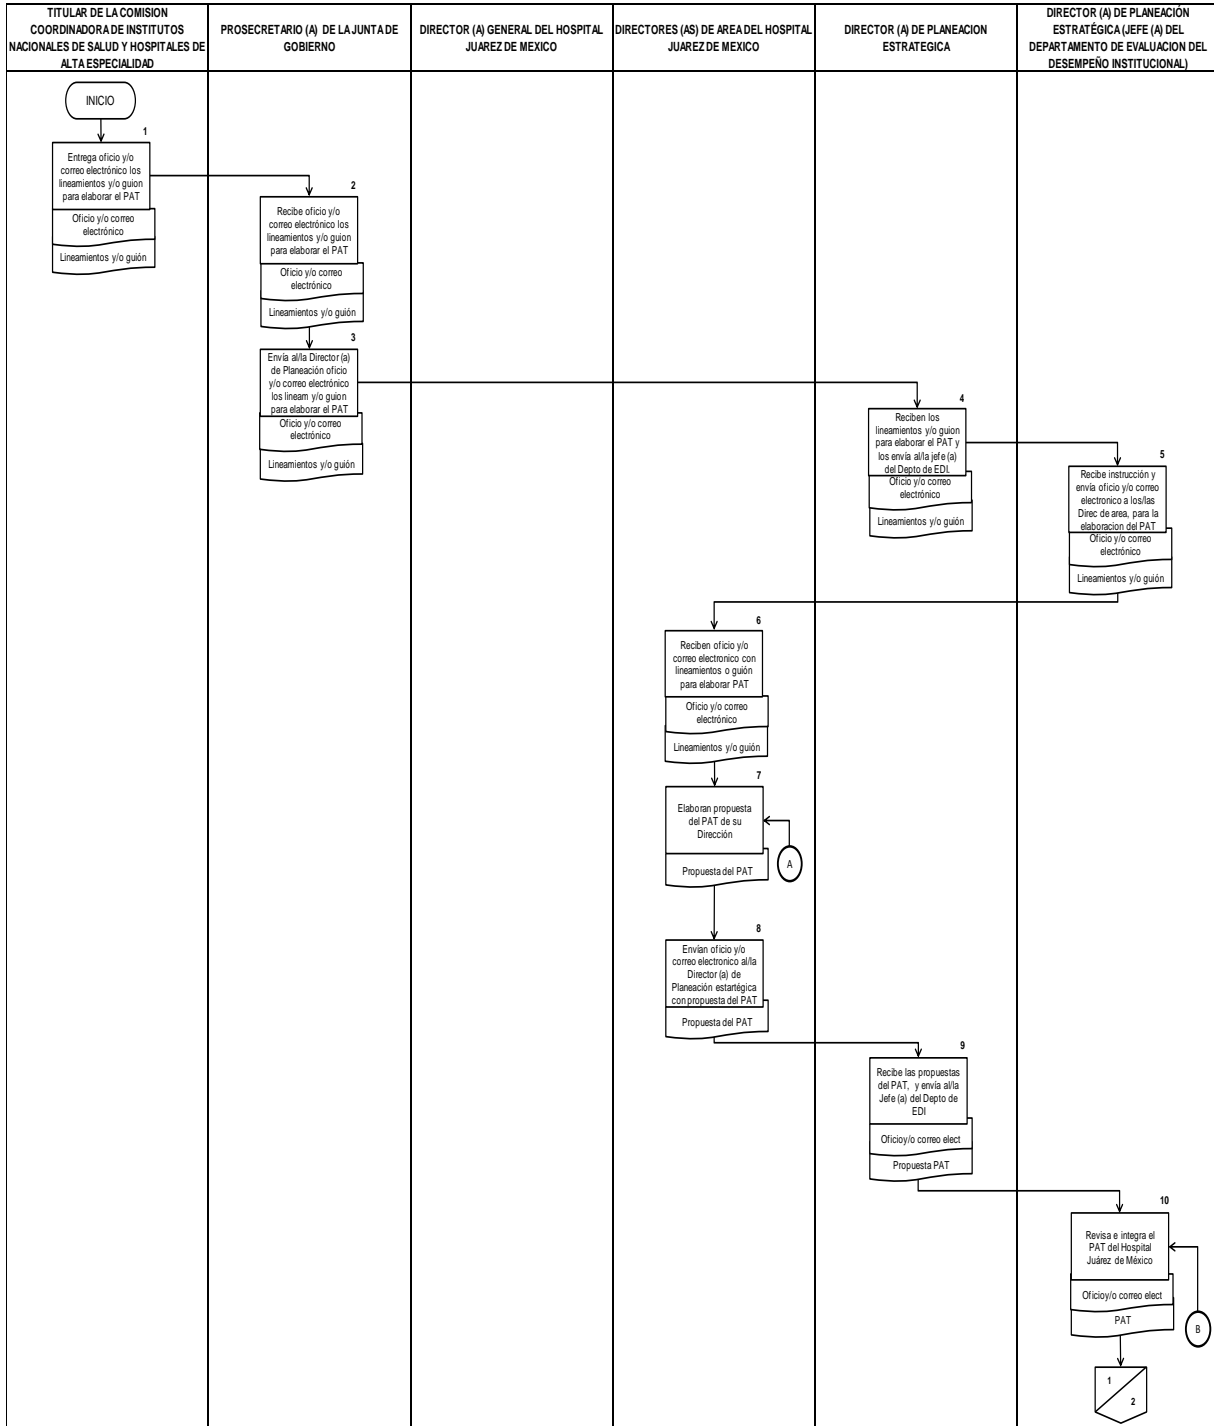 TITULAR DE LA COMISION
COORDINADORA DE INSTITUTOS
NACIONALES DE SALUD Y HOSPITALES DE
ALTA ESPECIALIDAD
PROSECRETARIO (A) DE LA JUNTA DE
GOBIERNO
DIRECTOR (A) GENERAL DEL HOSPITAL
JUAREZ DE MEXICO
DIRECTORES (AS) DE AREA DEL HOSPITAL
JUAREZ DE MEXICO
DIRECTOR (A) DE PLANEACION
ESTRATEGICA
DIRECTOR (A) DE PLANEACIÓN
ESTRATÉGICA (JEFE (A) DEL
DEPARTAMENTO DE EVALUACION DEL
DESEMPEÑO INSTITUCIONAL)
INICIO
1
Entrega oficio y/o
correo electrónico los
lineamientos y/o guion
para elaborar el PAT
Oficio y/o correo
electrónico
Lineamientos y/o guión
2
Recibe oficio y/o
correo electrónico los
lineamientos y/o guion
para elaborar el PAT
Oficio y/o correo
electrónico
Lineamientos y/o guión
3
Envía al/la Director (a)
de Planeación oficio
y/o correo electrónico
los lineam y/o guion
para elaborar el PAT
Oficio y/o correo
electrónico
Lineamientos y/o guión
4
Reciben los
lineamientos y/o guion
para elaborar el PAT y
los envía al/la jefe (a)
del Depto de EDI.
Oficio y/o correo
electrónico
Lineamientos y/o guión
5
Recibe instrucción y
envía oficio y/o correo
electronico a los/las
Direc de area, para la
elaboracion del PAT
Oficio y/o correo
electrónico
Lineamientos y/o guión
6
Reciben oficio y/o
correo electronico con
lineamientos o guión
para elaborar PAT
Oficio y/o correo
electrónico
Lineamientos y/o guión
7
Elaboran propuesta
del PAT de su
Dirección
Propuesta del PAT
A
8
Envían oficio y/o
correo electronico al/la
Director (a) de
Planeación estartégica
con propuesta del PAT
Propuesta del PAT
9
Recibe las propuestas
del PAT, y envía al/la
Jefe (a) del Depto de
EDI
Oficioy/o correo elect
Propuesta PAT
10
Revisa e integra el
PAT del Hospital
Juárez de México
Oficioy/o correo elect
PAT
B
1
2